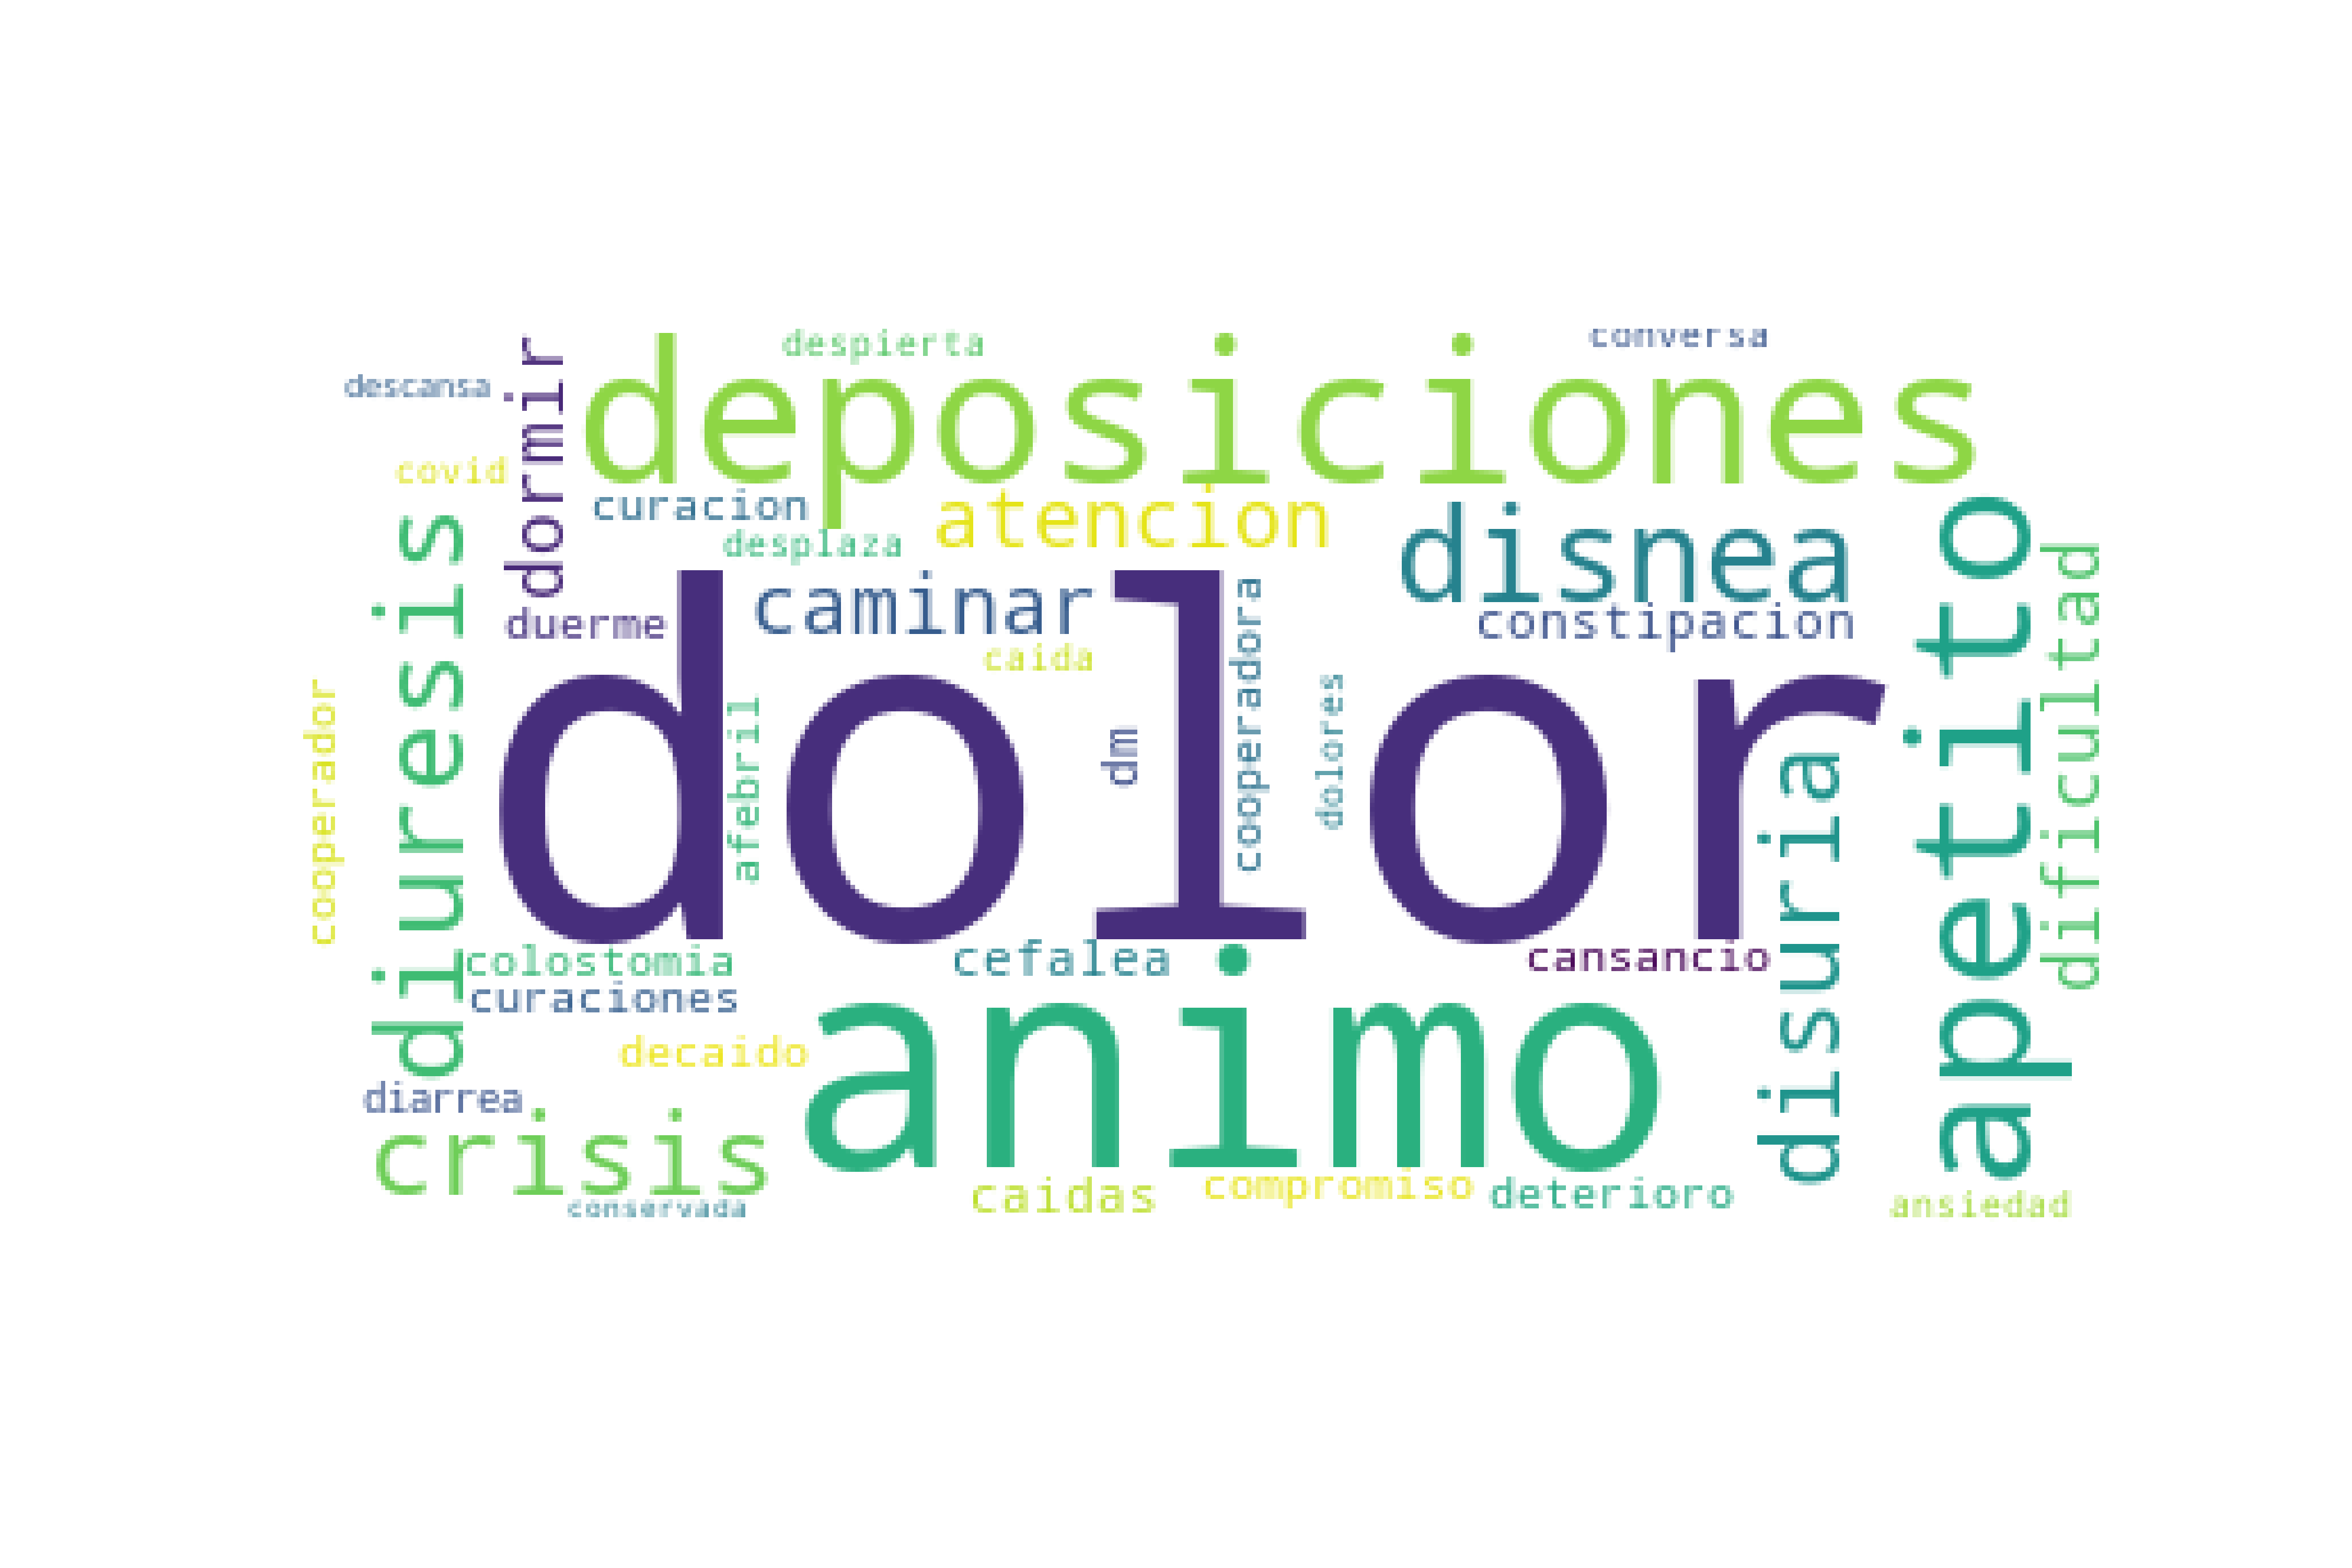 despierta
conversa
dormir
deposiciones
descansa
covid
curacion
atencion
desplaza
disnea
diuresis
apetito
dificultad
duerme
caminar
constipacion
caida
cooperadora
dolor
cooperador
afebril
dm
dolores
disuria
colostomia
cefalea
cansancio
curaciones
animo
decaido
diarrea
crisis
conservada
caidas
compromiso
deterioro
ansiedad